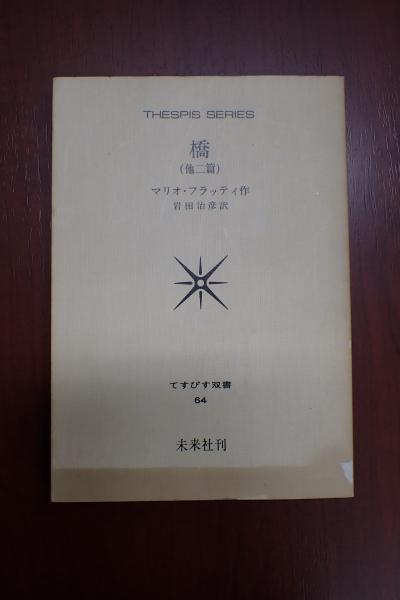 THESPIS SERIES
橋
(他二篇)
マリオ・フラッティ作
岩田治彦訳
てすぴす双書
64
未来社刊